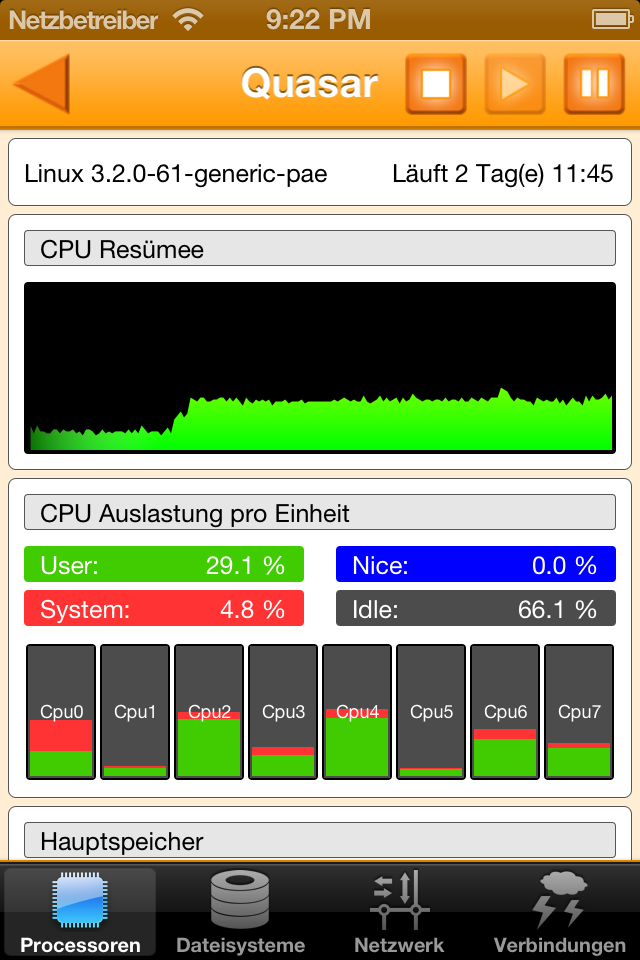 Netzbetreiber 9:22 PM
Quasar
Linux 3.2.0-61-generic-pae Läuft 2 Tag(e) 11:45
CPU Resümee
CPU Auslastung pro Einheit
User: 29.1 % Nice: 0.0 %
System: 4.8 % Idle: 66.1 %
Cpu0 Cpu1 Cpu2 Cpu3 Cpu4 Cpu5 Cpu6 Cpu7
Hauptspeicher
Processoren Dateisysteme Netzwerk Verbindungen